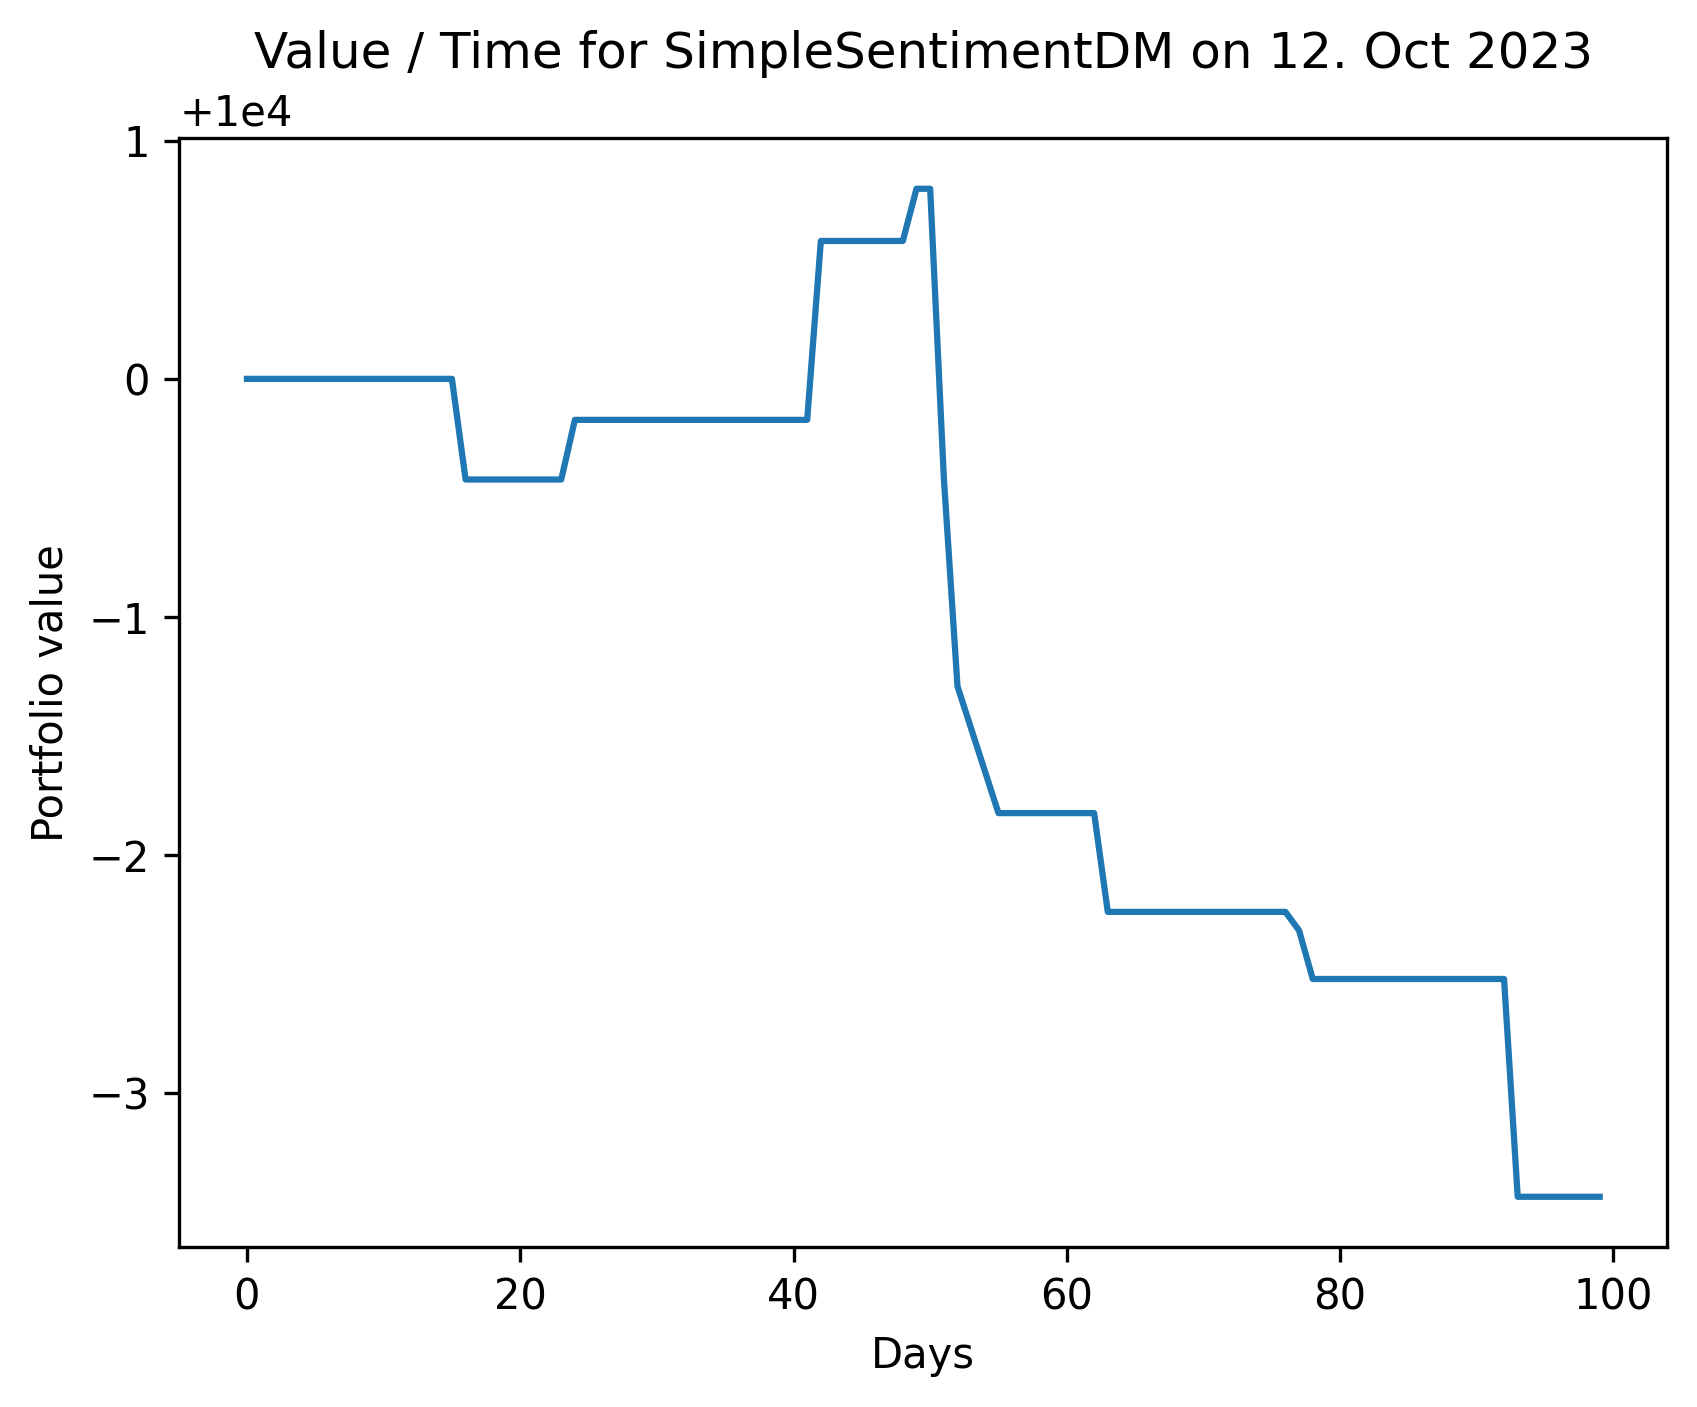 Value / Time for SimpleSentimentDM on 12. Oct 2023
+1e4
1
0
−1
−2
−3
Portfolio value
0 20 40 60 80 100
Days